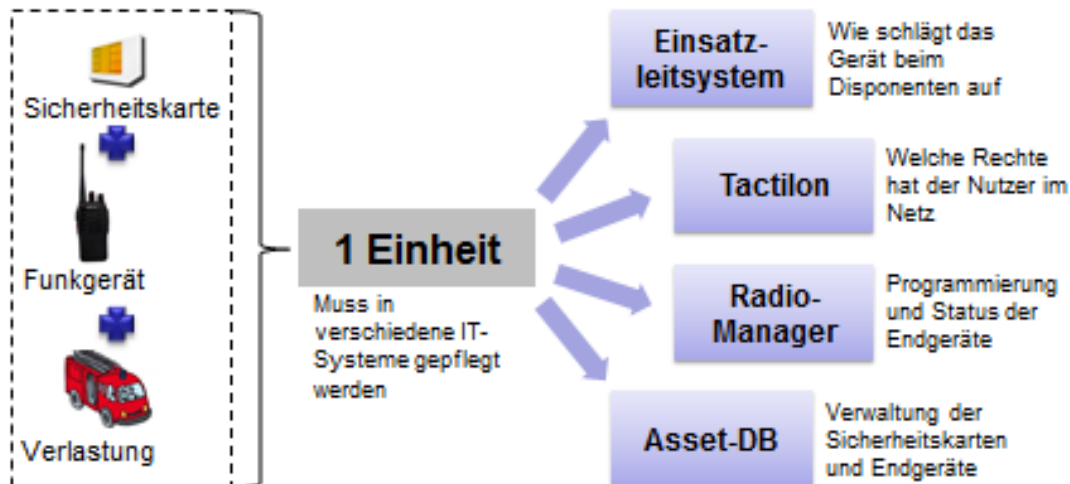 Sicherheitskarte
Funkgerät
Verlastung
1 Einheit
Muss in
verschiedene IT-
Systeme gepflegt
werden
Einsatz-
leitsystem
Wie schlägt das
Gerät beim
Disponenten auf
Tactilon
Welche Rechte
hat der Nutzer im
Netz
Radio-
Manager
Programmierung
und Status der
Endgeräte
Asset-DB
Verwaltung der
Sicherheitskarten
und Endgeräte